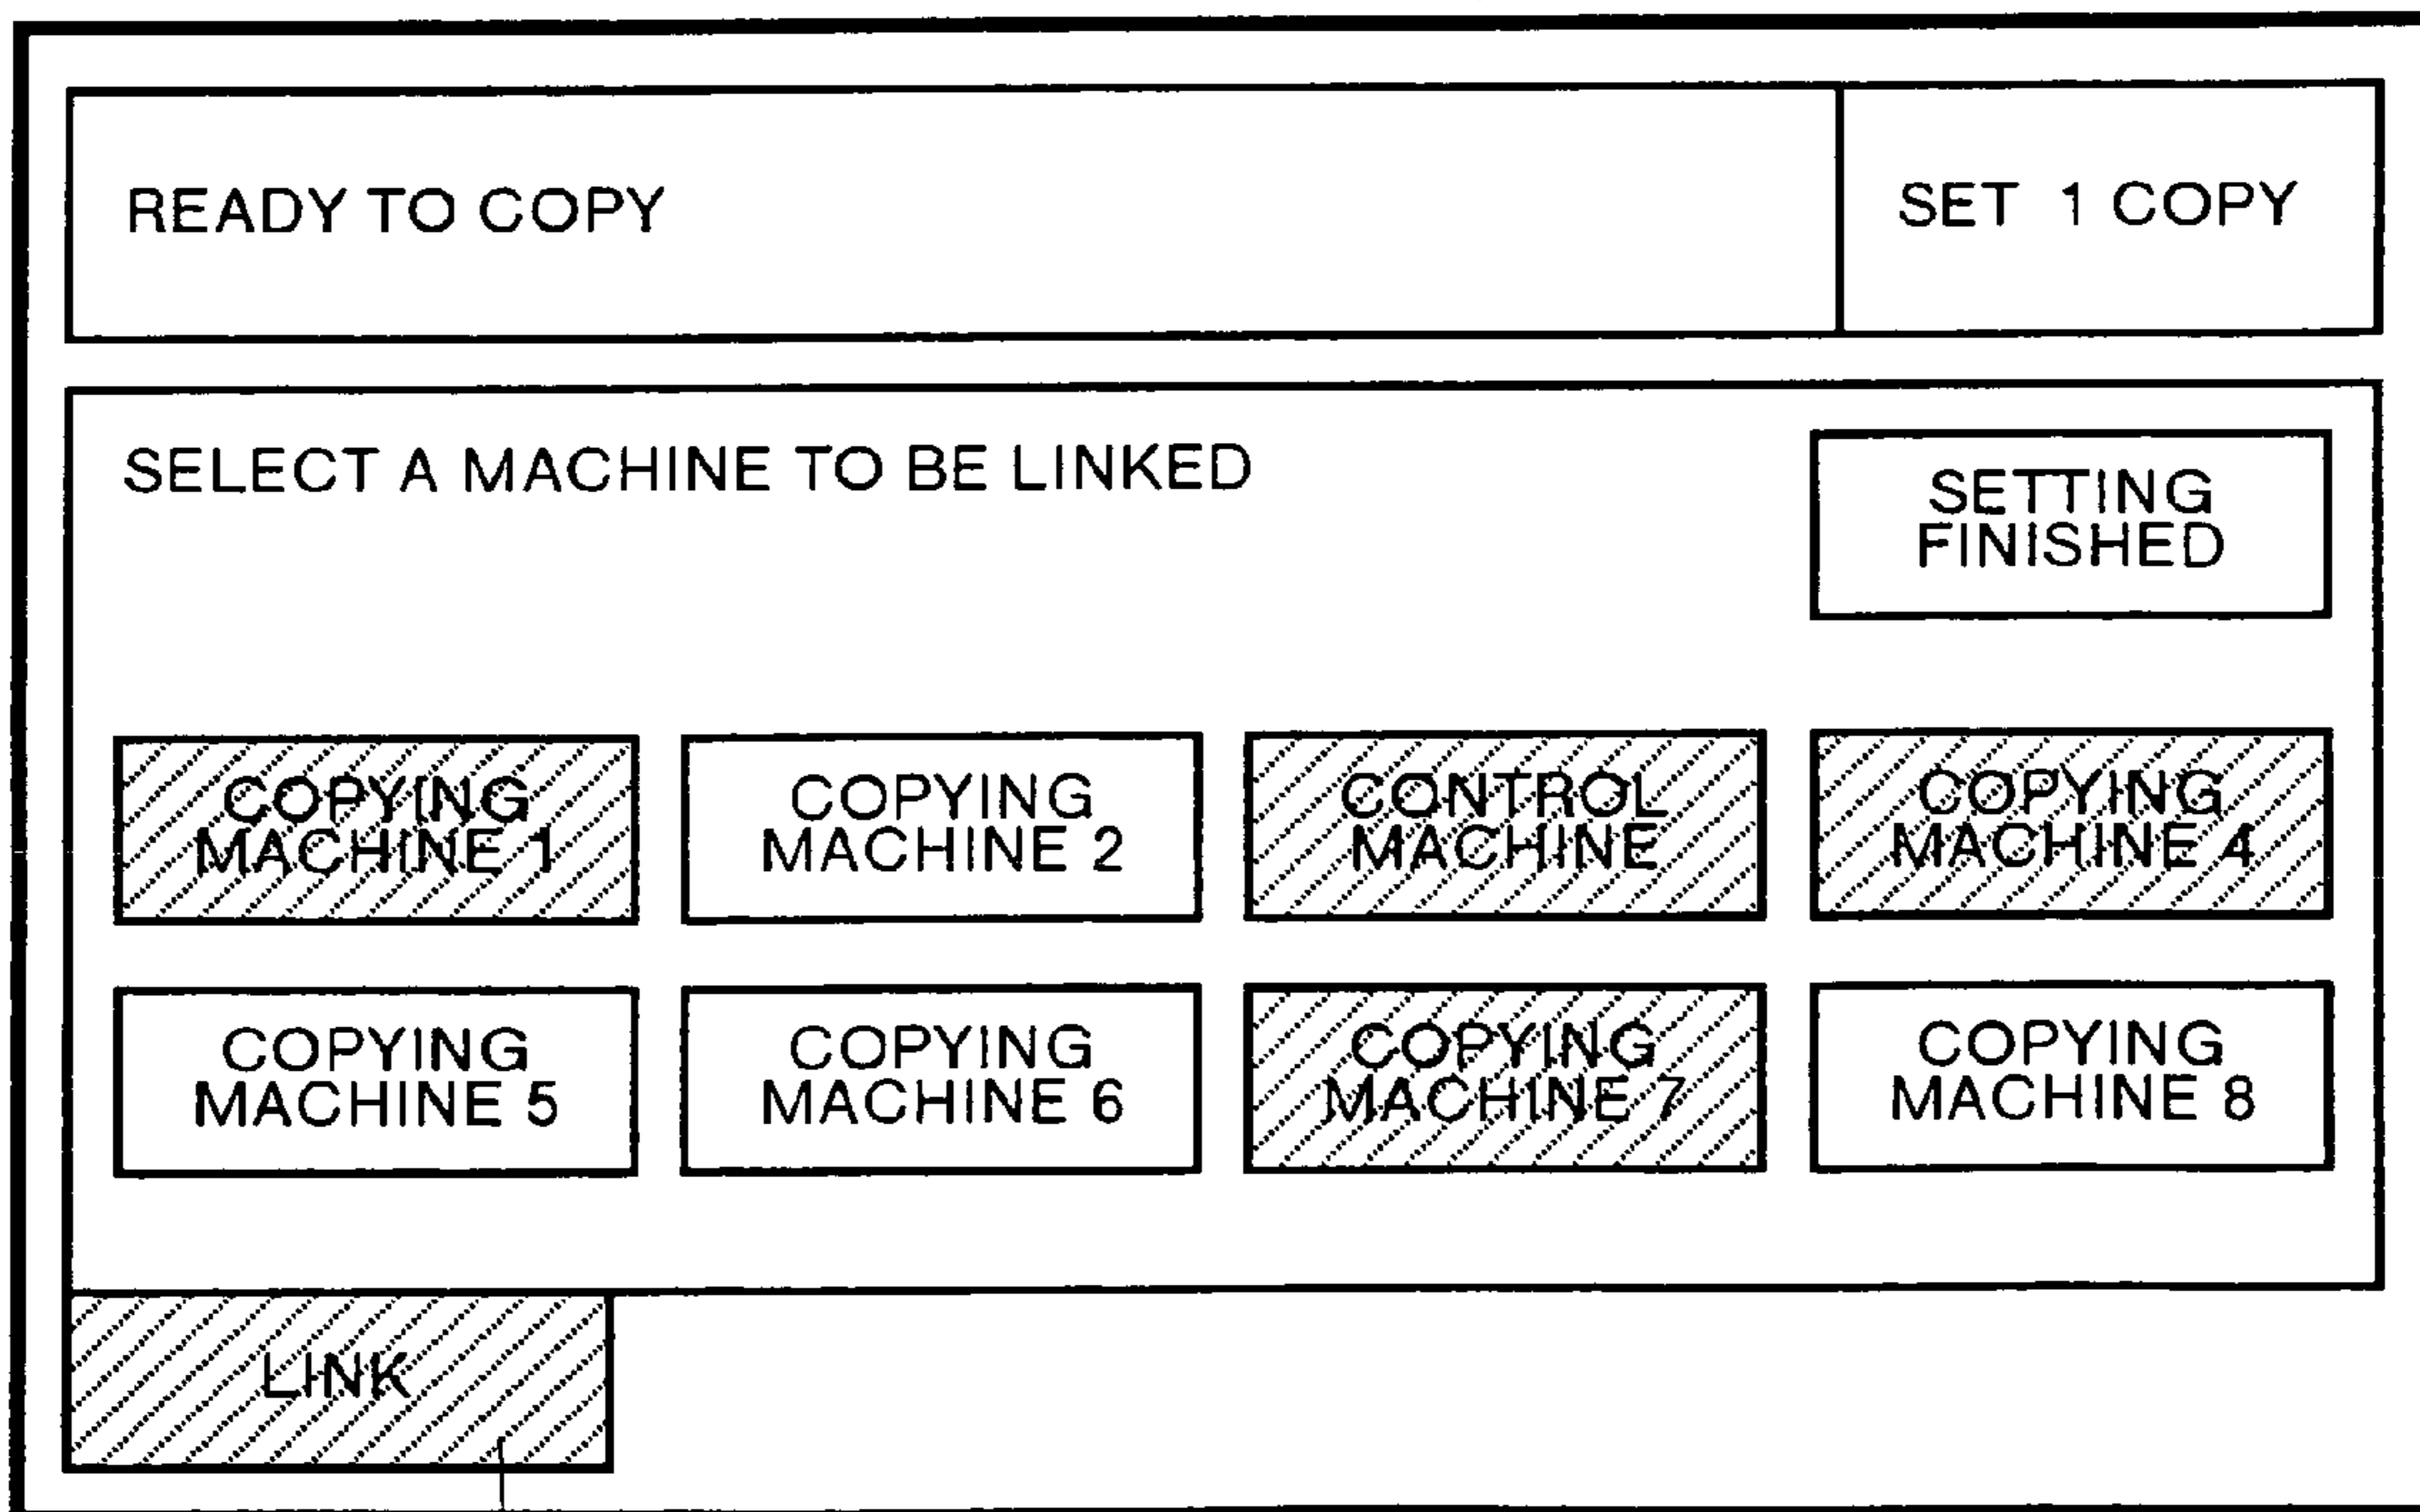 READY TO COPY
SET 1 COPY
SELECT A MACHINE TO BE LINKED
SETTING
FINISHED
COPYING
MACHINE 1
COPYING
MACHINE 2
CONTROL
MACHINE
COPYING
MACHINE 4
COPYING
MACHINE 5
COPYING
MACHINE 6
COPYING
MACHINE 7
COPYING
MACHINE 8
LINK